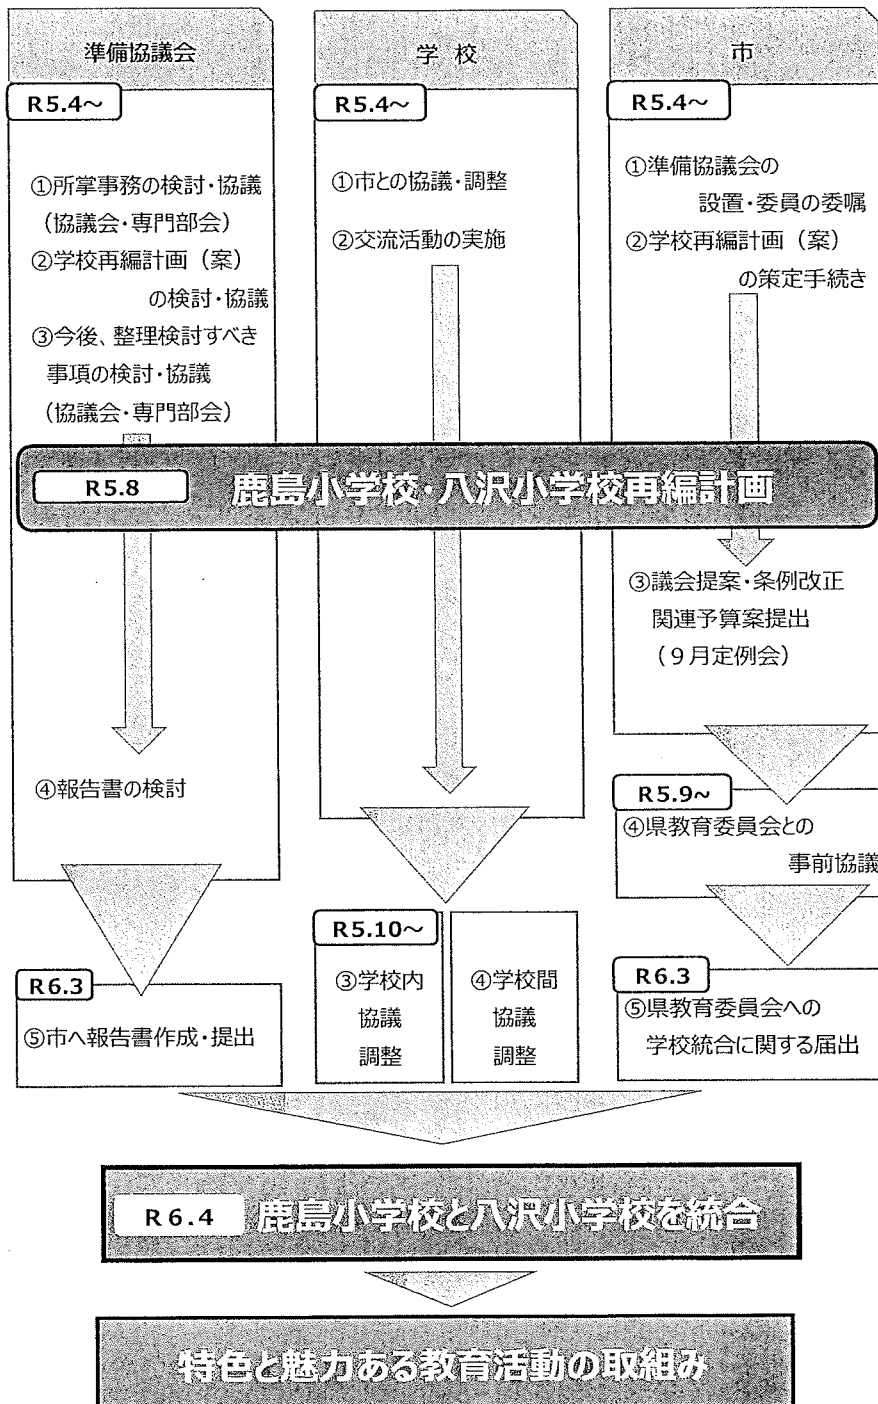 準備協議会
R5.4～
①所掌事務の検討・協議
（協議会・専門部会）
②学校再編計画（案）
の検討・協議
③今後、整理検討すべき
事項の検討・協議
（協議会・専門部会）
学校
R5.4～
①市との協議・調整
②交流活動の実施
市
R5.4～
①準備協議会の
設置・委員の委嘱
②学校再編計画（案）
の策定手続き
R5.8 鹿島小学校・八沢小学校再編計画
④報告書の検討
R6.3
⑤市へ報告書作成・提出
R5.10～
③学校内
協議
調整
④学校間
協議
調整
③議会提案・条例改正
関連予算案提出
（９月定例会）
R5.9～
④県教育委員会との
事前協議
R6.3
⑤県教育委員会への
学校統合に関する届出
R6.4 鹿島小学校と八沢小学校を統合
特色と魅力ある教育活動の取組み